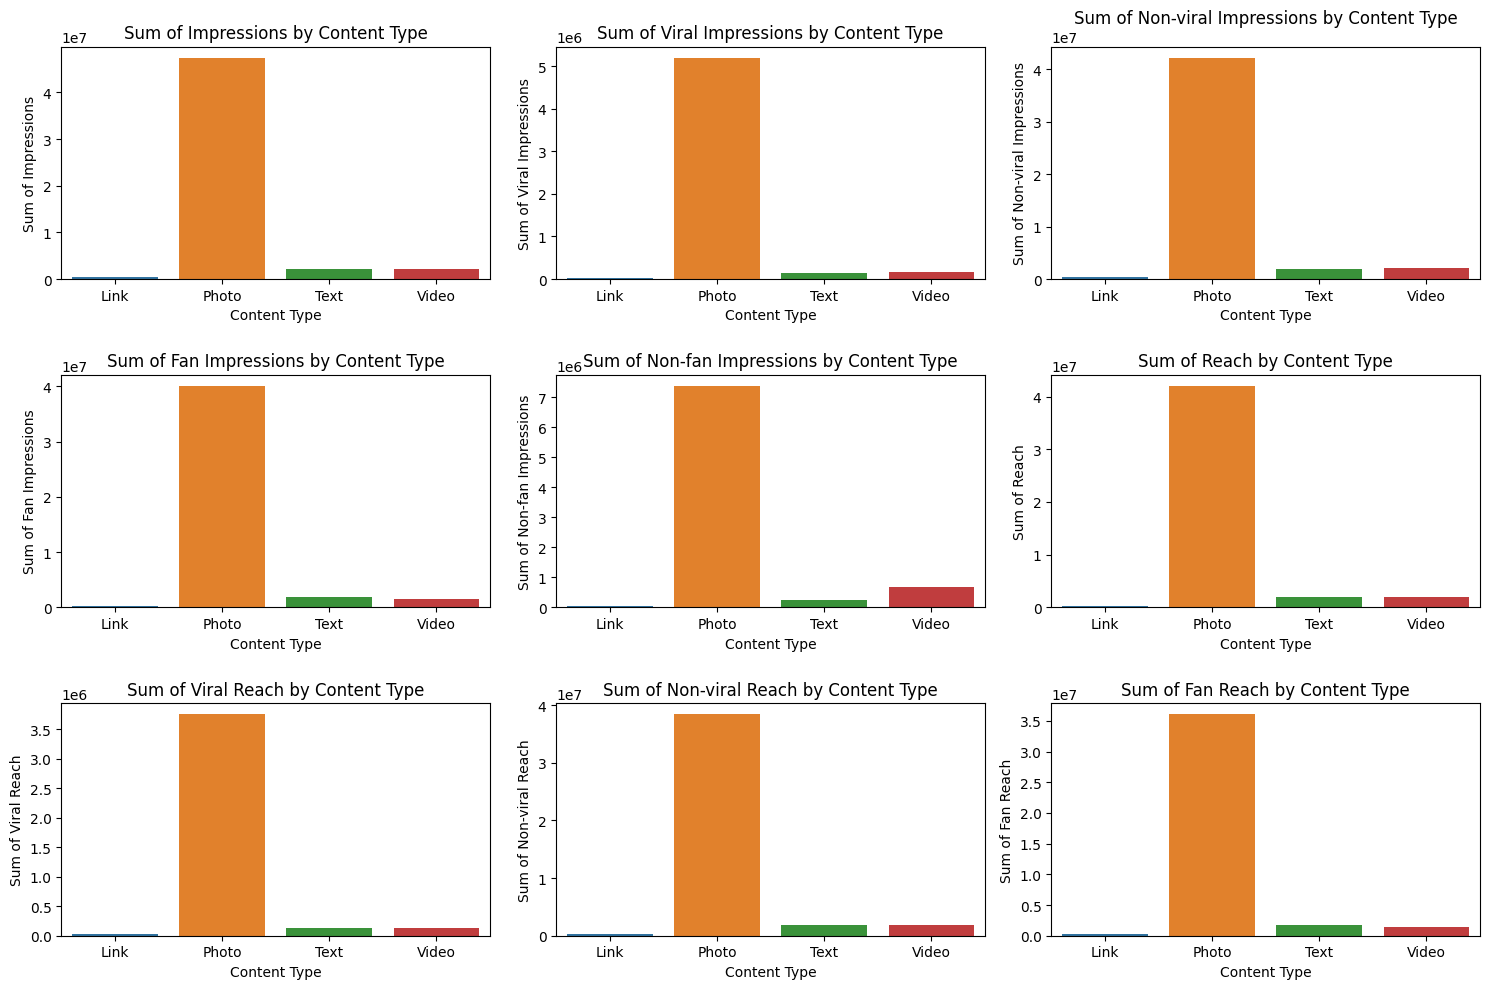 Sum of Impressions by Content Type
1e7
Sum of Impressions
4
3
2
1
0
Link Photo Text Video
Content Type
Sum of Viral Impressions by Content Type
1e6
Sum of Viral Impressions
5
4
3
2
1
0
Link Photo Text Video
Content Type
Sum of Non-viral Impressions by Content Type
1e7
Sum of Non-viral Impressions
4
3
2
1
0
Link Photo Text Video
Content Type
Sum of Fan Impressions by Content Type
1e7
Sum of Fan Impressions
4
3
2
1
0
Link Photo Text Video
Content Type
Sum of Non-fan Impressions by Content Type
1e6
Sum of Non-fan Impressions
7
6
5
4
3
2
1
0
Link Photo Text Video
Content Type
Sum of Reach by Content Type
1e7
Sum of Reach
4
3
2
1
0
Link Photo Text Video
Content Type
Sum of Viral Reach by Content Type
1e6
Sum of Viral Reach
3.5
3.0
2.5
2.0
1.5
1.0
0.5
0.0
Link Photo Text Video
Content Type
Sum of Non-viral Reach by Content Type
1e7
Sum of Non-viral Reach
4
3
2
1
0
Link Photo Text Video
Content Type
Sum of Fan Reach by Content Type
1e7
Sum of Fan Reach
3.5
3.0
2.5
2.0
1.5
1.0
0.5
0.0
Link Photo Text Video
Content Type